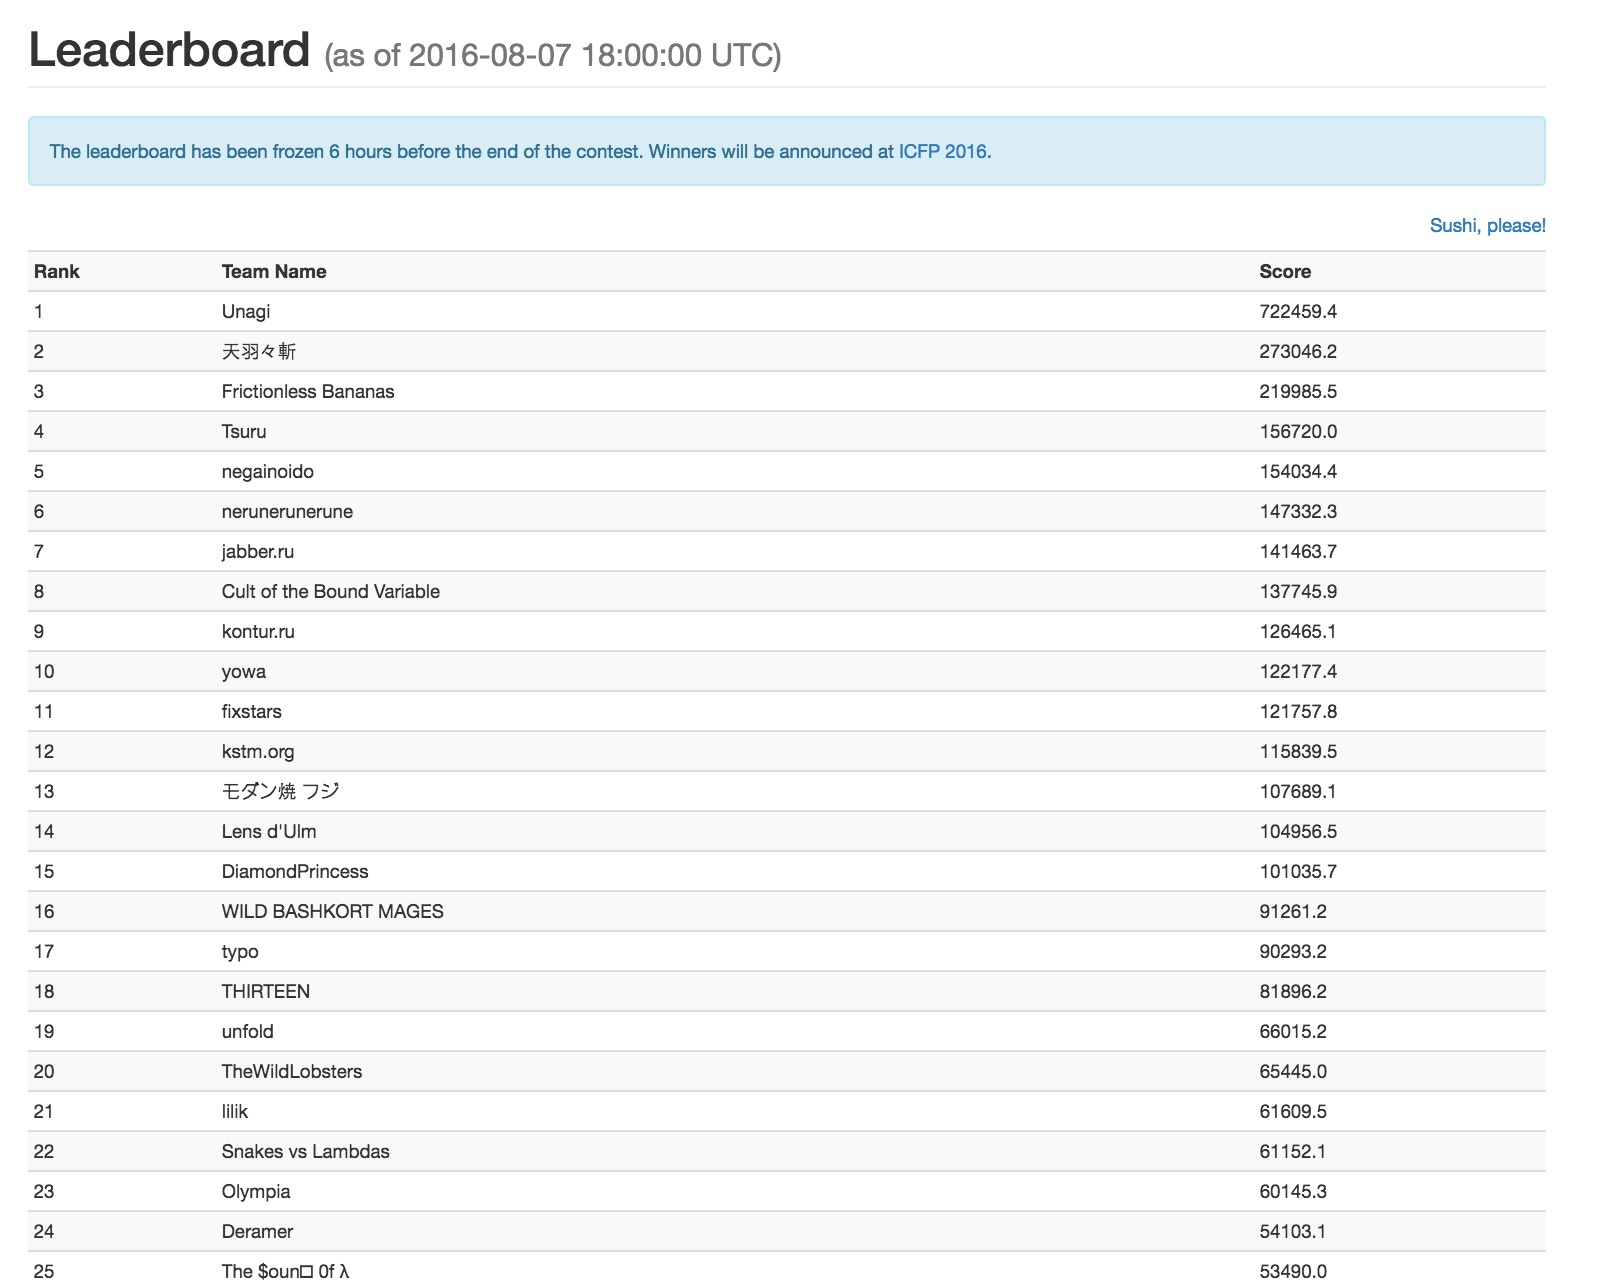 Leaderboard (as of 2016-08-07 18:00:00 UTC)
The leaderboard has been frozen 6 hours before the end of the contest. Winners will be announced at ICFP 2016.
Sushi, please!
Rank Team Name Score
1 Unagi 722459.4
2 天羽々斬 273046.2
3 Frictionless Bananas 219985.5
4 Tsuru 156720.0
5 negainoido 154034.4
6 nerunerunerune 147332.3
7 jabber.ru 141463.7
8 Cult of the Bound Variable 137745.9
9 kontur.ru 126465.1
10 yowa 122177.4
11 fixstars 121757.8
12 kstm.org 115839.5
13 モダン焼 フジ 107689.1
14 Lens d'Ulm 104956.5
15 DiamondPrincess 101035.7
16 WILD BASHKORT MAGES 91261.2
17 typo 90293.2
18 THIRTEEN 81896.2
19 unfold 66015.2
20 TheWildLobsters 65445.0
21 lilik 61609.5
22 Snakes vs Lambdas 61152.1
23 Olympia 60145.3
24 Deramer 54103.1
25 The $oun□ 0f λ 53490.0